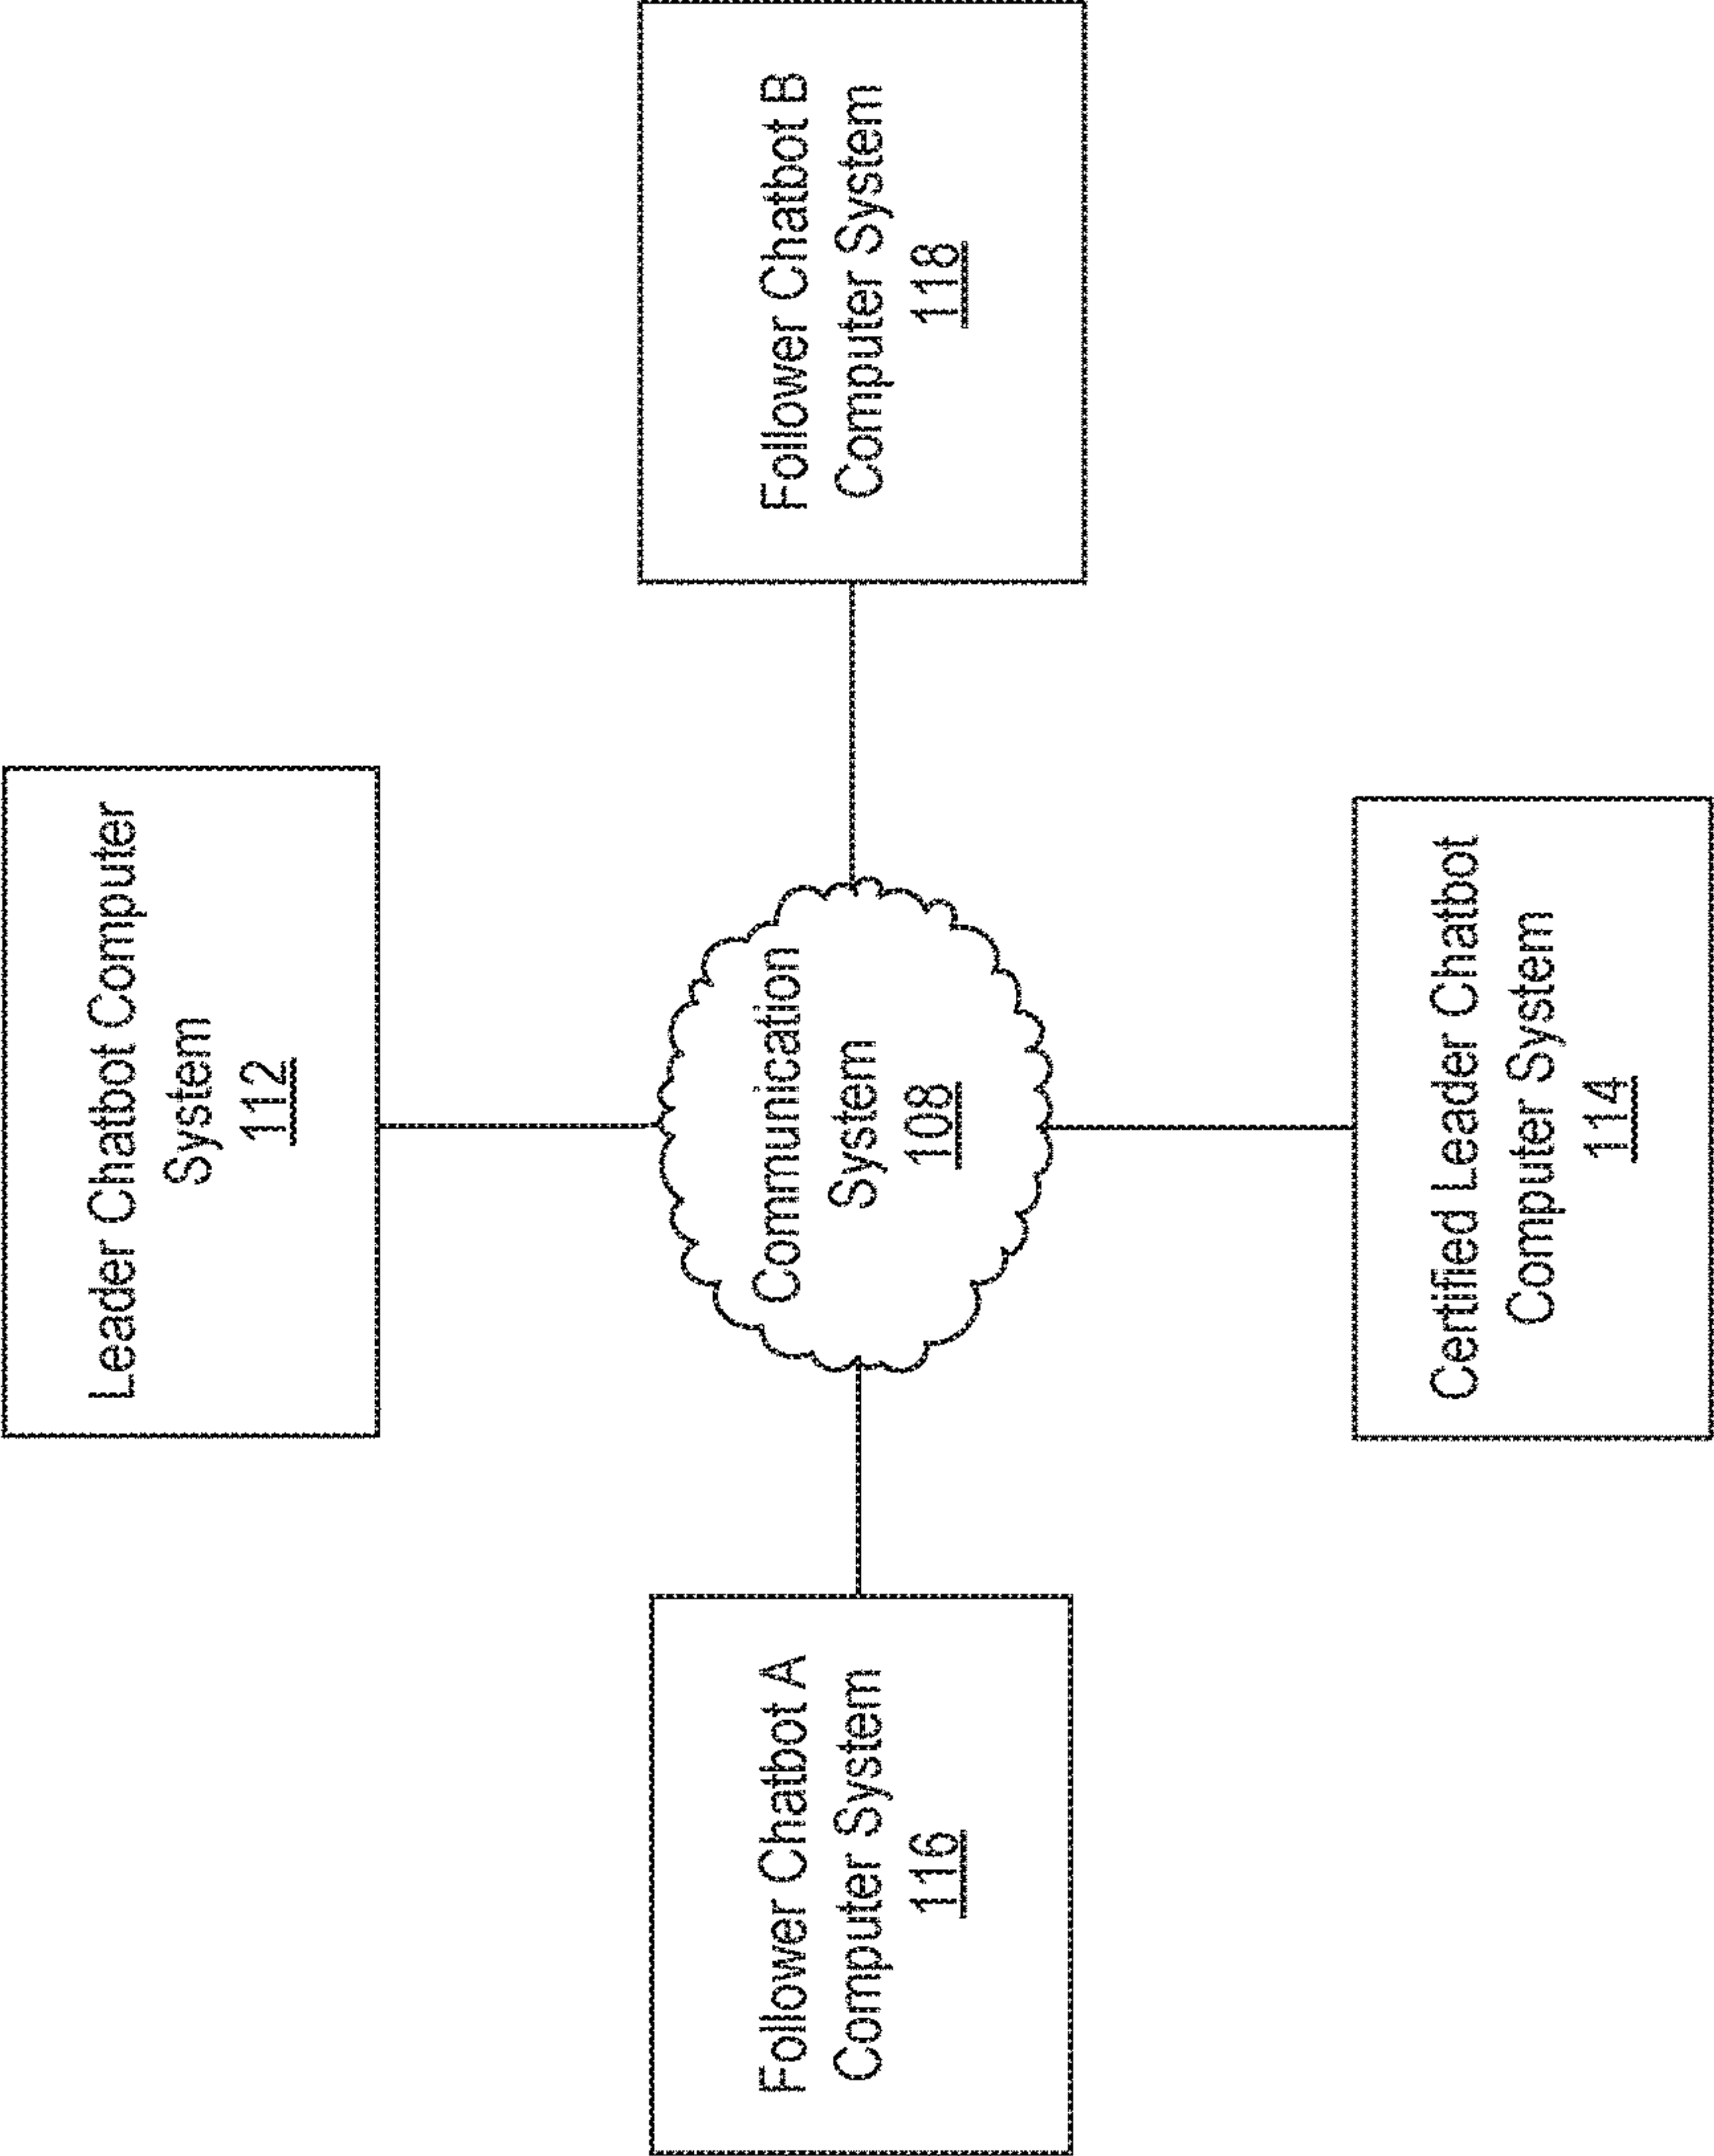 Leader Chatbot Computer
System
112
Follower Chatbot A
Computer System
116
Communication
System
108
Follower Chatbot B
Computer System
118
Certified Leader Chatbot
Computer System
114